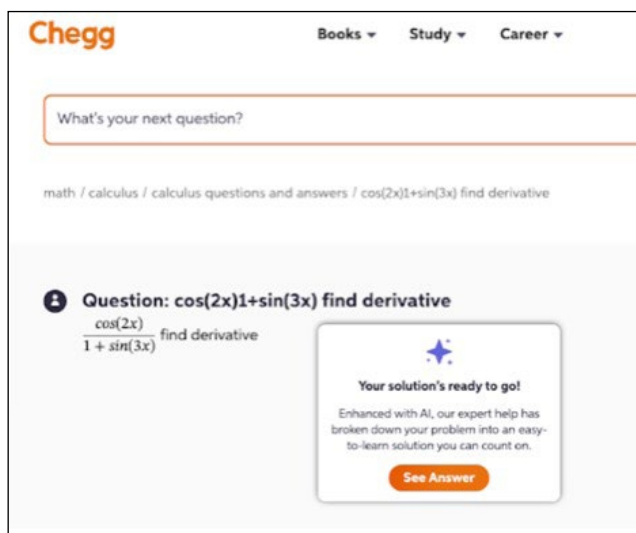 Chegg
Books Study Career
What's your next question?
math / calculus / calculus questions and answers / cos(2x)1+sin(3x) find derivative
Question: cos(2x)1+sin(3x) find derivative
cos(2x)
1 + sin(3x) find derivative
Your solution's ready to go!
Enhanced with AI, our expert help has
broken down your problem into an easy-
to-learn solution you can count on.
See Answer